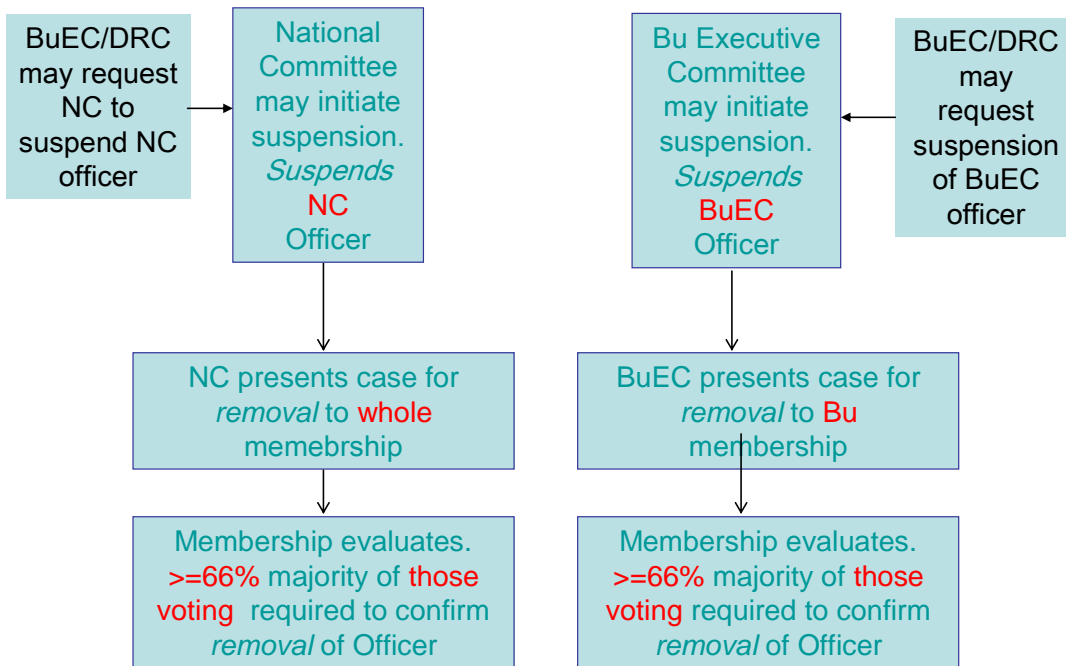 BuEC/DRC
may request
NC to
suspend NC
officer
National
Committee
may initiate
suspension.
Suspends
NC
Officer
Bu Executive
Committee
may initiate
suspension.
Suspends
BuEC
Officer
BuEC/DRC
may
request
suspension
of BuEC
officer
NC presents case for
removal to whole
memebrship
BuEC presents case for
removal to Bu
membership
Membership evaluates.
>=66% majority of those
voting required to confirm
removal of Officer
Membership evaluates.
>=66% majority of those
voting required to confirm
removal of Officer